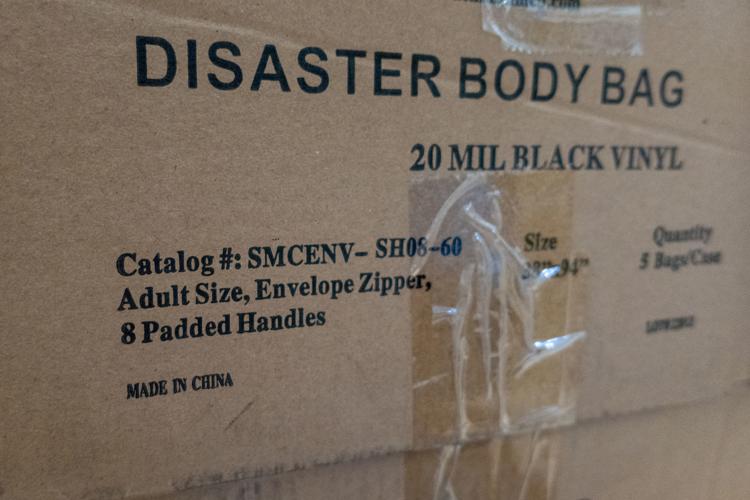 DISASTER BODY BAG
20 MIL BLACK VINYL
Catalog #: SMCENV- SH08-60
Adult Size, Envelope Zipper,
8 Padded Handles
MADE IN CHINA
Size
Quantity
5 Bags/Case